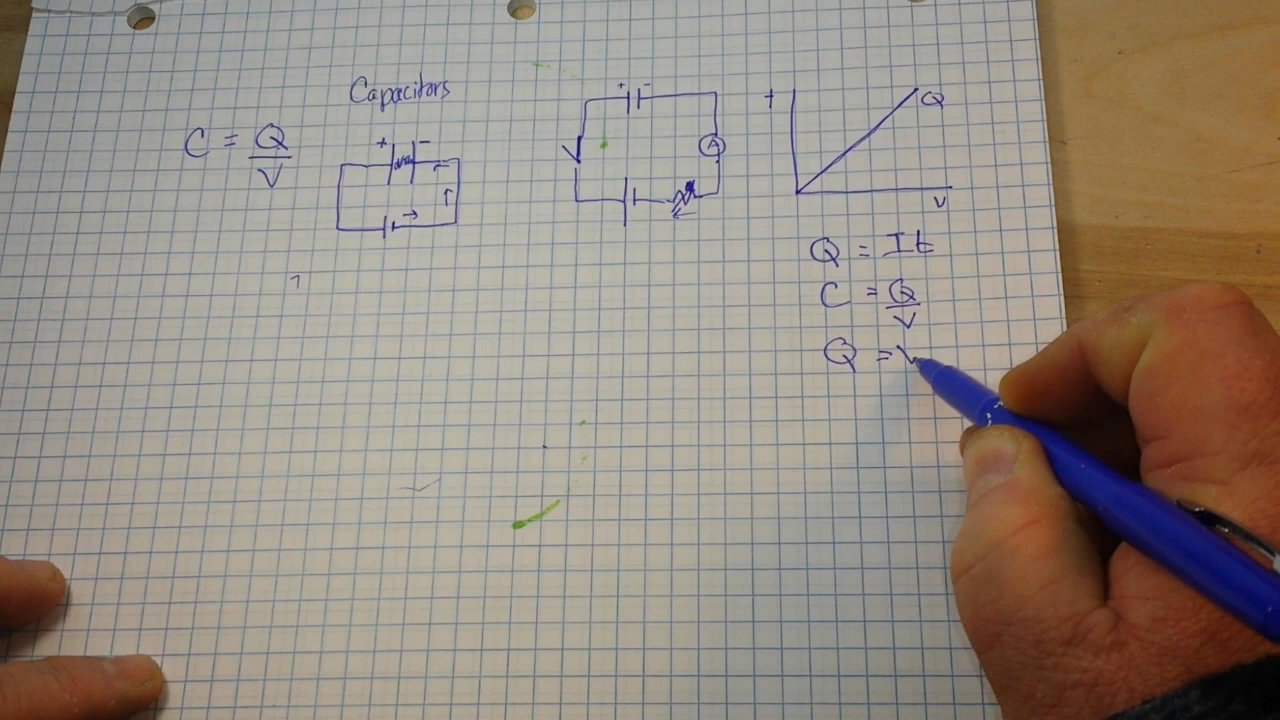 Capacitors
C = Q/V
+ -
+ -
A
+
Q
V
Q = It
C = Q/V
Q = V